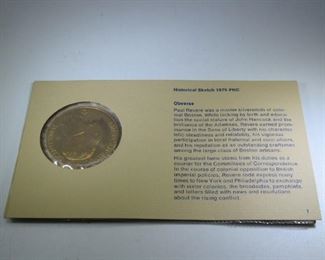 Historical Sketch 1975 PNC
Obverse
Paul Revere was a master silversmith of colo-
nial Boston. While lacking by birth and educa-
tion the social stature of John Hancock and the
brilliance of the Adamses, Revere earned prom-
inence in the Sons of Liberty with his character-
istic steadiness and reliability, his vigorous
participation in local fraternal and civic affairs,
and his reputation as an outstanding craftsman
among the large class of Boston artisans.
His greatest fame stems from his duties as a
courier for the Committees of Correspondence
in the course of colonial opposition to British
imperial policies. Revere rode express many
times to New York and Philadelphia to exchange
with sister colonies, the broadsides, pamphlets,
and letters filled with news and resolutions
about the rising conflict.